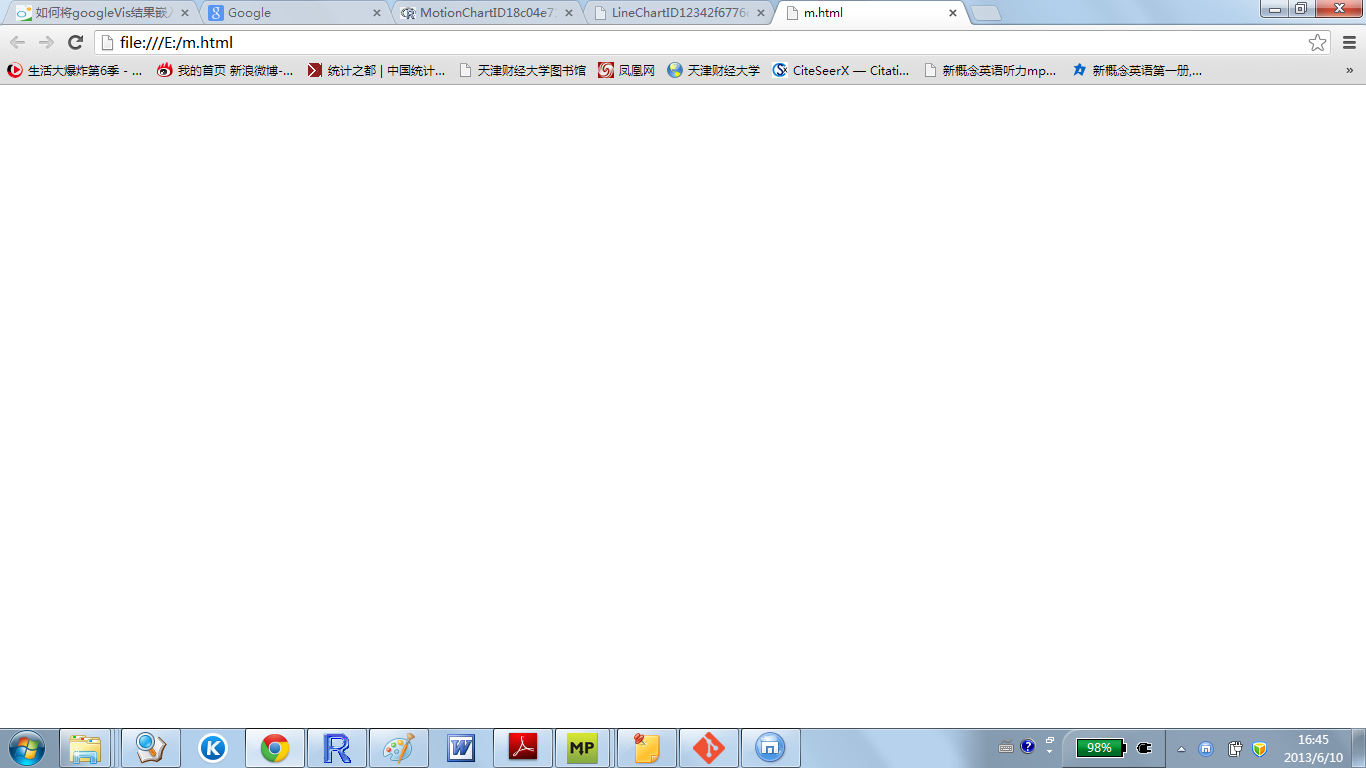 如何将googleVis结果嵌入
Google
MotionChartID18c04e7
LineChartID12342f6776
m.html
file:///E:/m.html
生活大爆炸第6季 - ...
我的首页 新浪微博-...
统计之都 | 中国统计...
天津财经大学图书馆
凤凰网
天津财经大学
CiteSeerX — Citati...
新概念英语听力mp...
新概念英语第一册,...
»
98%
16:45
2013/6/10